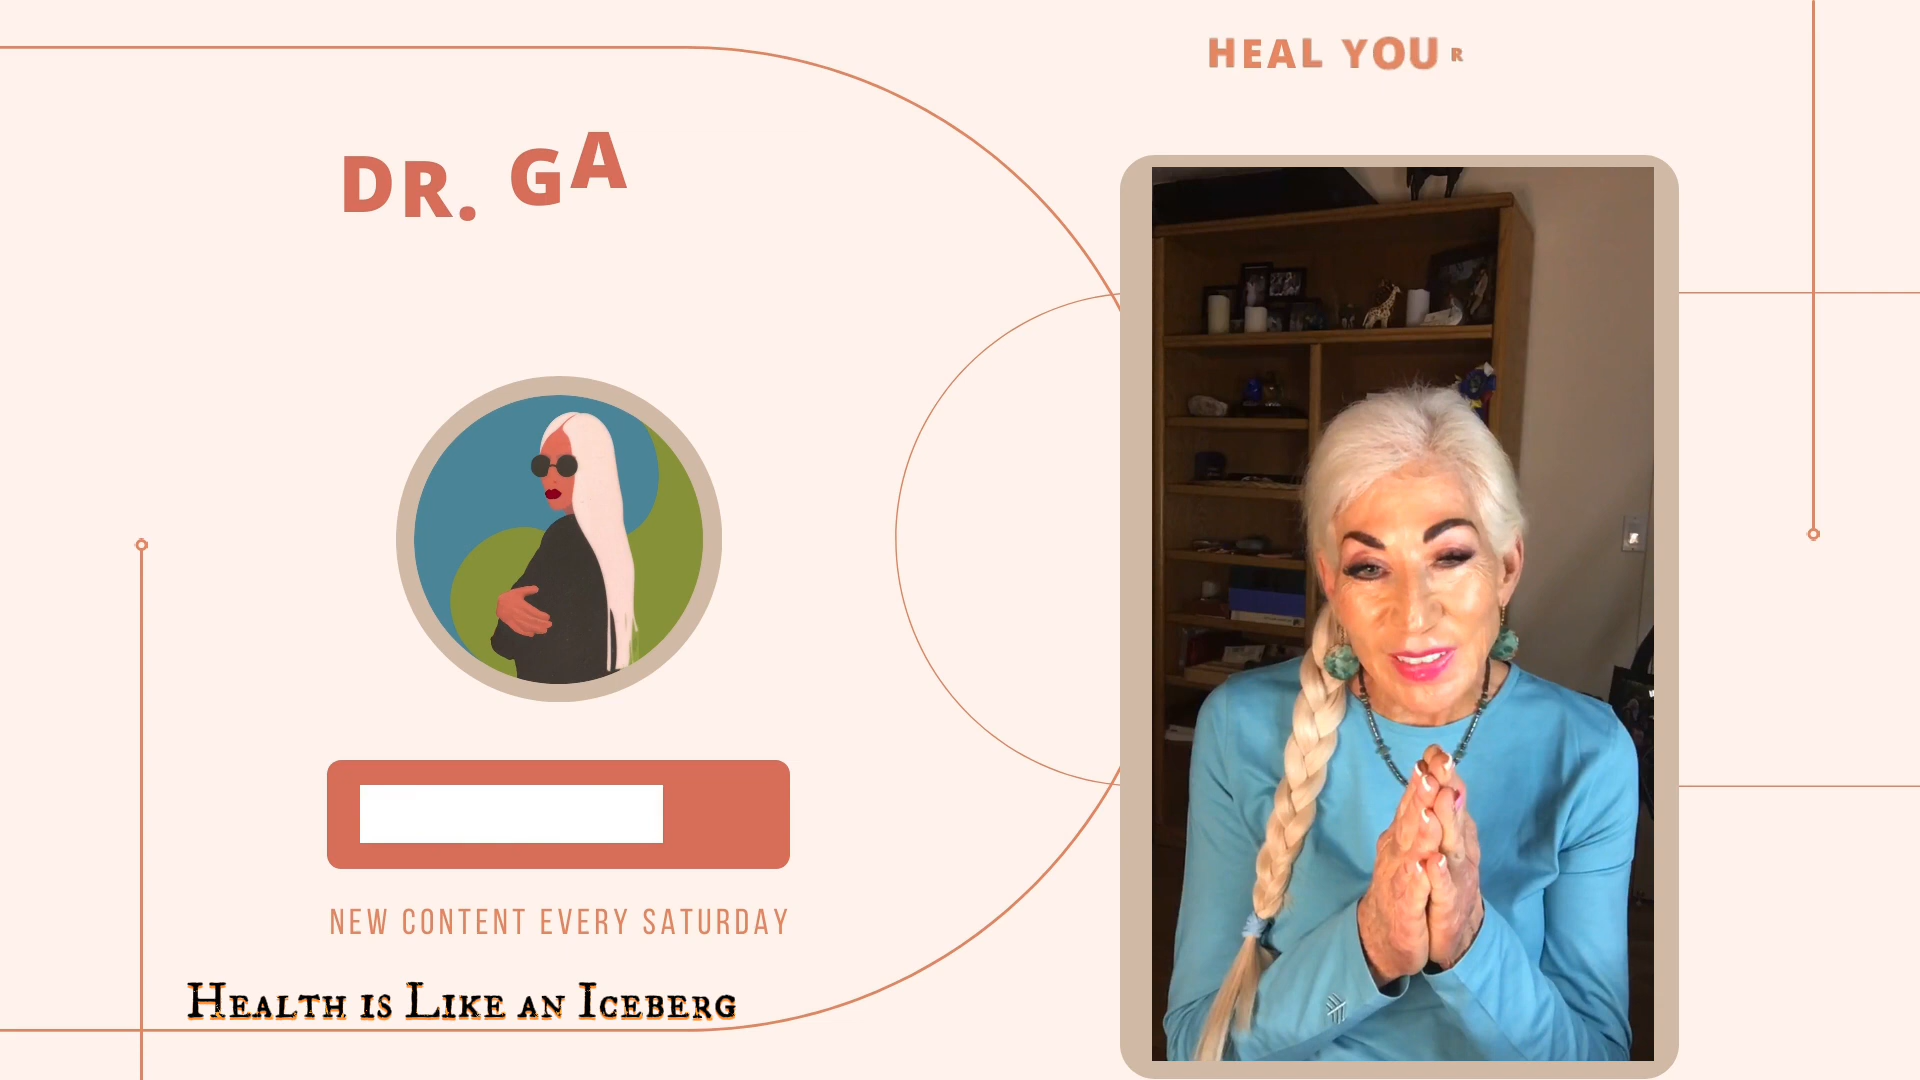 HEAL YOUR
DR. GA
NEW CONTENT EVERY SATURDAY
Health is Like an Iceberg